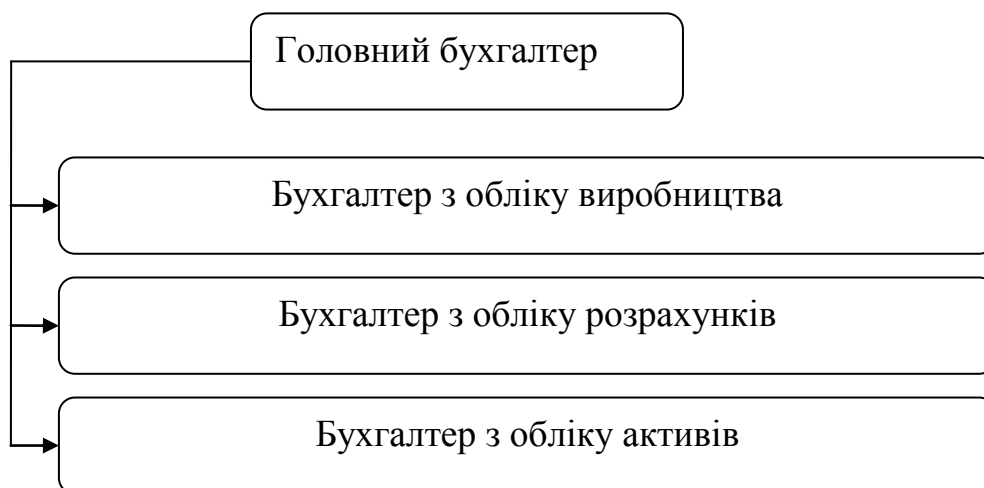 Головний бухгалтер
Бухгалтер з обліку виробництва
Бухгалтер з обліку розрахунків
Бухгалтер з обліку активів